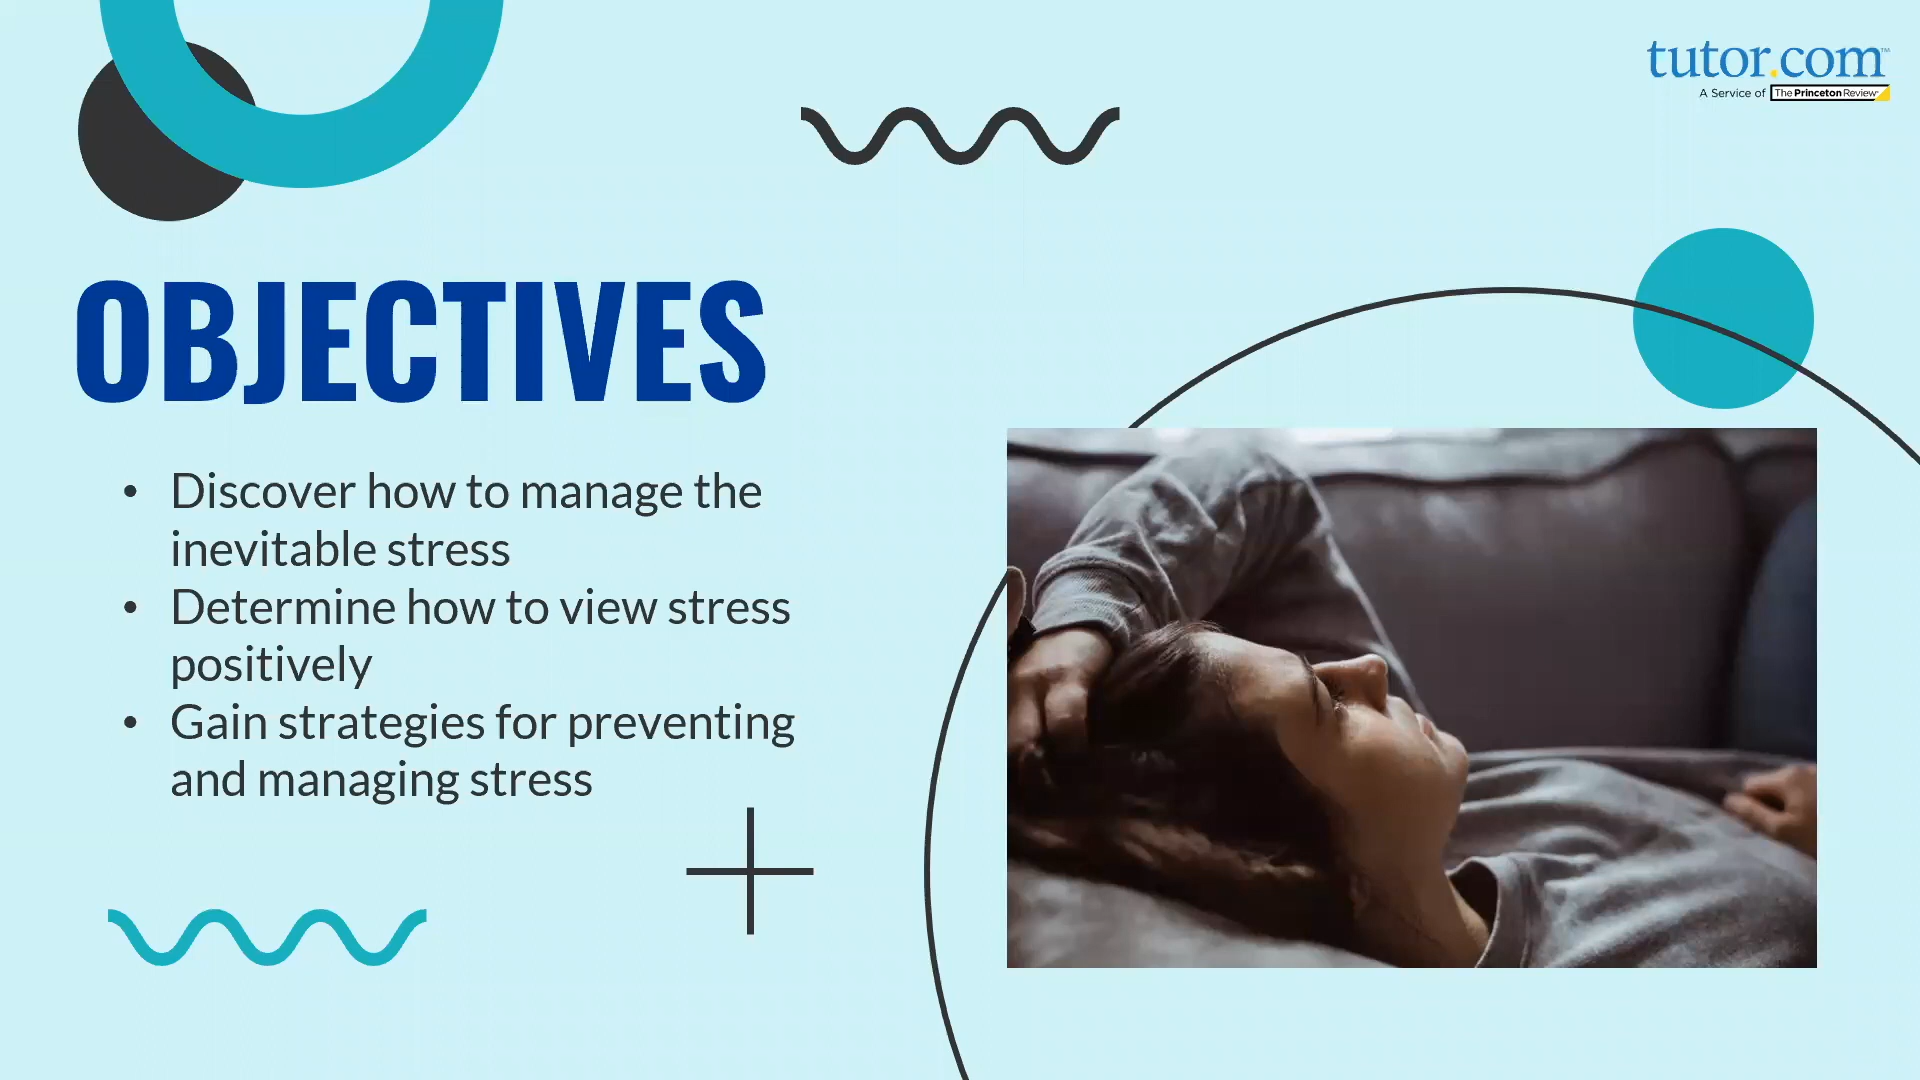 tutor.com™
A Service of The Princeton Review®
OBJECTIVES
• Discover how to manage the
inevitable stress
• Determine how to view stress
positively
• Gain strategies for preventing
and managing stress